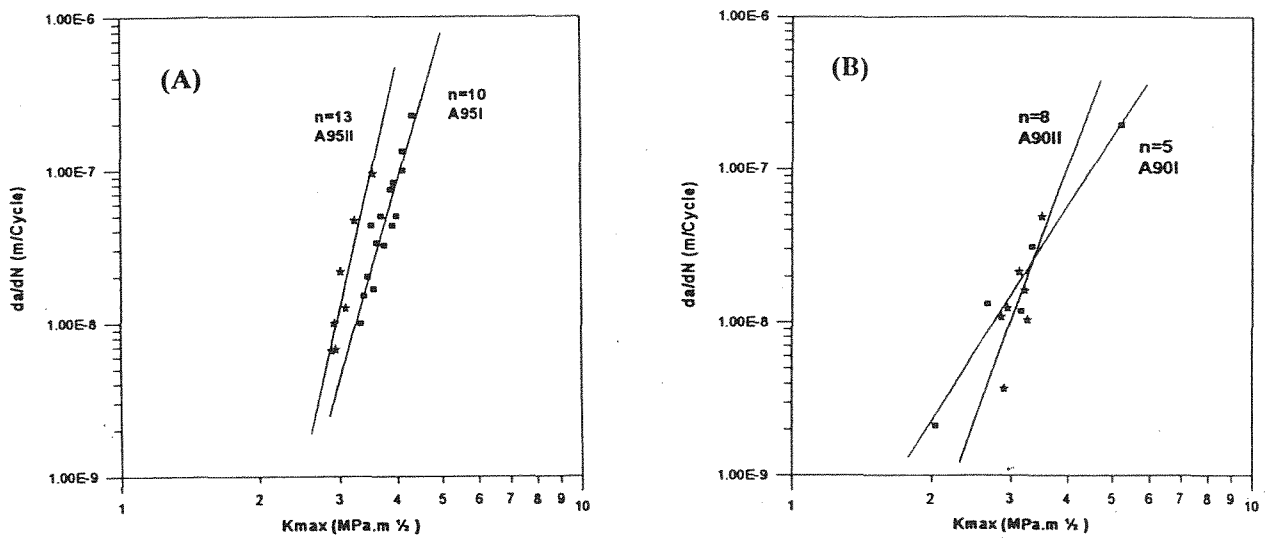 1.00E-6
(A)
n=13
A95II
n=10
A95I
1.00E-7
da/dN (m/Cycle)
1.00E-8
1.00E-9
1 2 3 4 5 6 7 8 9 10
Kmax (MPa.m ½ )
1.00E-6
(B)
n=8
A90II
n=5
A90I
1.00E-7
da/dN (m/Cycle)
1.00E-8
1.00E-9
1 2 3 4 5 6 7 8 9 10
Kmax (MPa.m ½ )